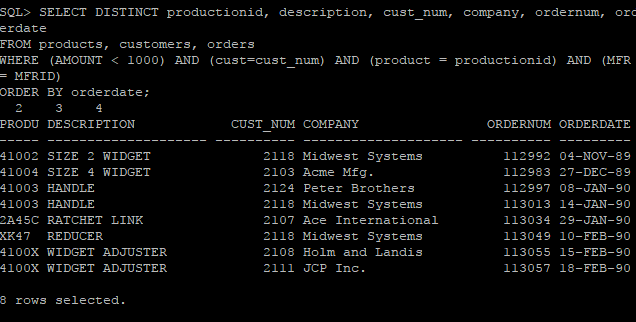 SQL> SELECT DISTINCT productionid, description, cust_num, company, ordernum, ord
erdate
FROM products, customers, orders
WHERE (AMOUNT < 1000) AND (cust=cust_num) AND (product = productionid) AND (MFR
= MFRID)
ORDER BY orderdate;
  2    3    4
PRODU DESCRIPTION            CUST_NUM COMPANY                 ORDERNUM ORDERDATE
----- -------------------- ---------- -------------------- ---------- ---------
41002 SIZE 2 WIDGET              2118 Midwest Systems          112992 04-NOV-89
41004 SIZE 4 WIDGET              2103 Acme Mfg.                112983 27-DEC-89
41003 HANDLE                     2124 Peter Brothers           112997 08-JAN-90
41003 HANDLE                     2118 Midwest Systems          113013 14-JAN-90
2A45C RATCHET LINK               2107 Ace International        113034 29-JAN-90
XK47  REDUCER                    2118 Midwest Systems          113049 10-FEB-90
4100X WIDGET ADJUSTER            2108 Holm and Landis          113055 15-FEB-90
4100X WIDGET ADJUSTER            2111 JCP Inc.                 113057 18-FEB-90
8 rows selected.